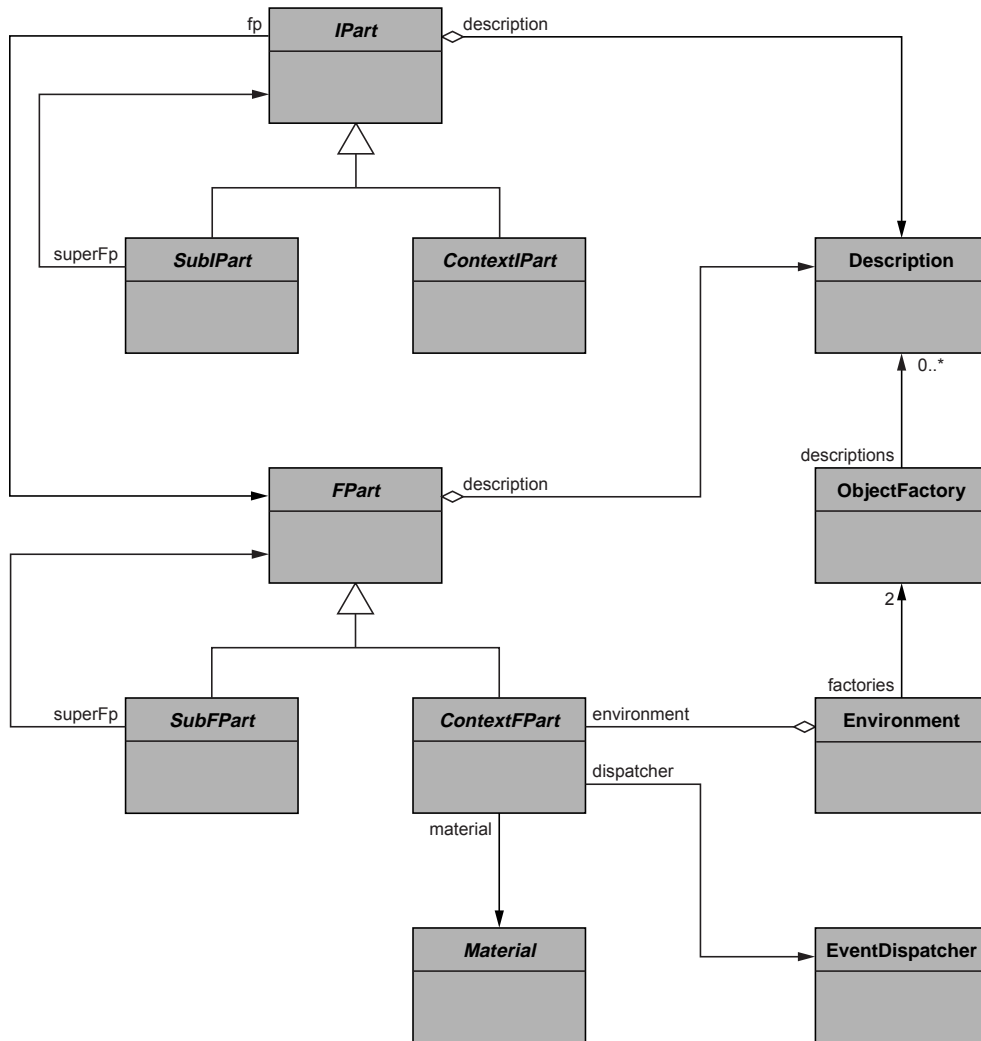 fp
IPart
description
superFp
SubIPart
ContextIPart
Description
0..*
descriptions
FPart
description
ObjectFactory
2
factories
superFp
SubFPart
ContextFPart
environment
Environment
dispatcher
material
Material
EventDispatcher